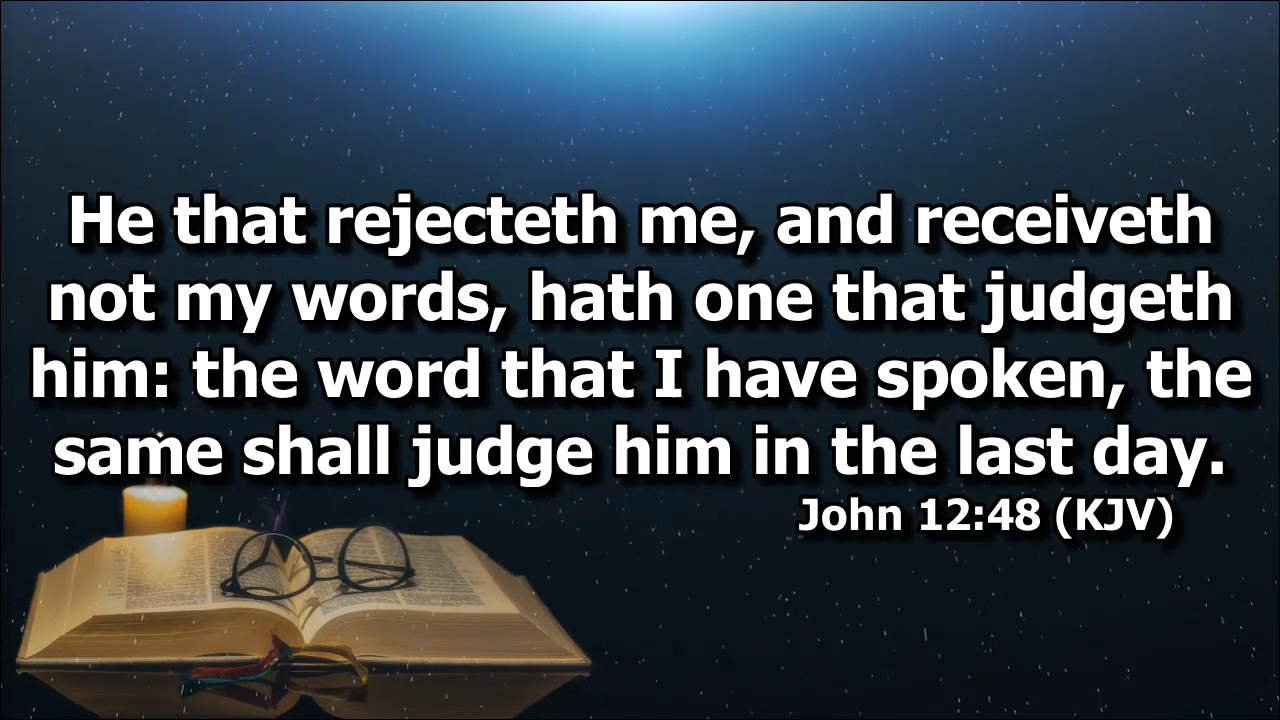 He that rejecteth me, and receiveth
not my words, hath one that judgeth
him: the word that I have spoken, the
same shall judge him in the last day.
John 12:48 (KJV)